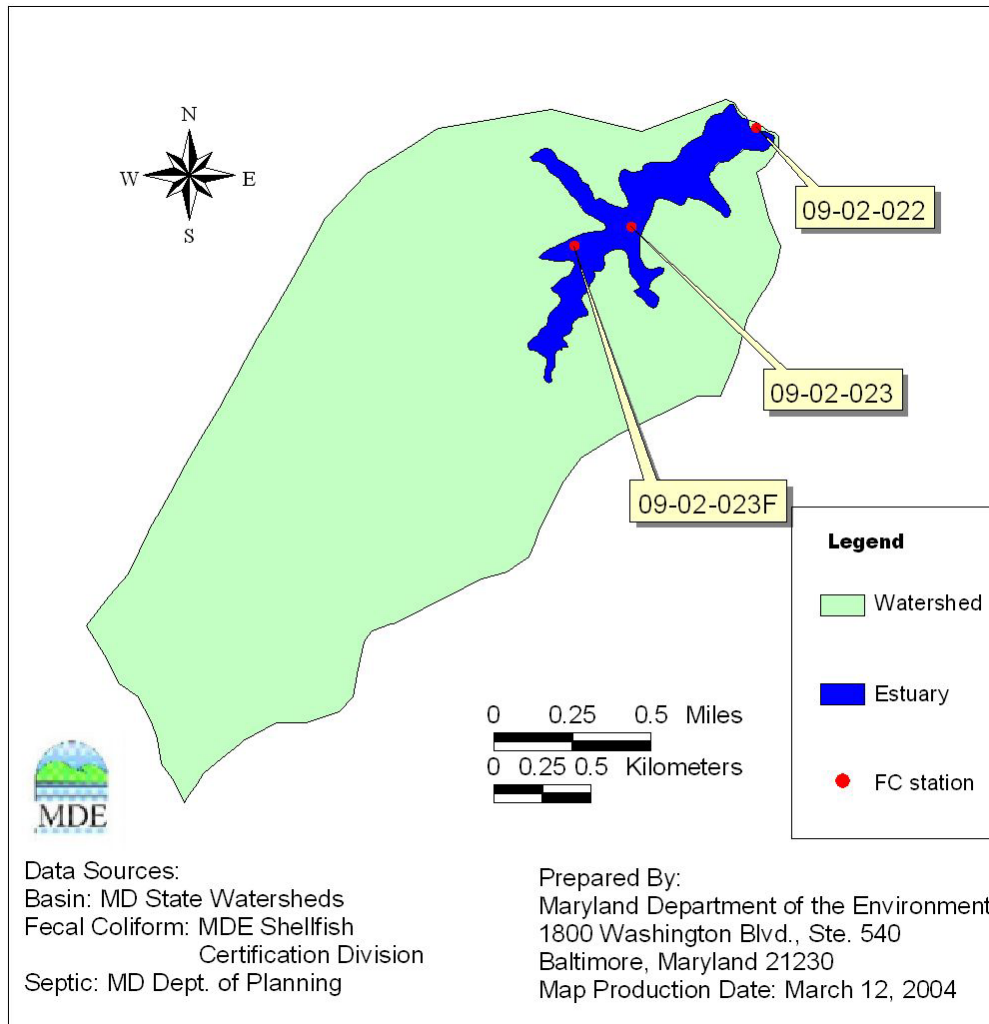 N
W E
S
09-02-022
09-02-023
09-02-023F
Legend
Watershed
Estuary
FC station
0 0.25 0.5 Miles
0 0.25 0.5 Kilometers
MDE
Data Sources:
Basin: MD State Watersheds
Fecal Coliform: MDE Shellfish
Certification Division
Septic: MD Dept. of Planning
Prepared By:
Maryland Department of the Environment
1800 Washington Blvd., Ste. 540
Baltimore, Maryland 21230
Map Production Date: March 12, 2004